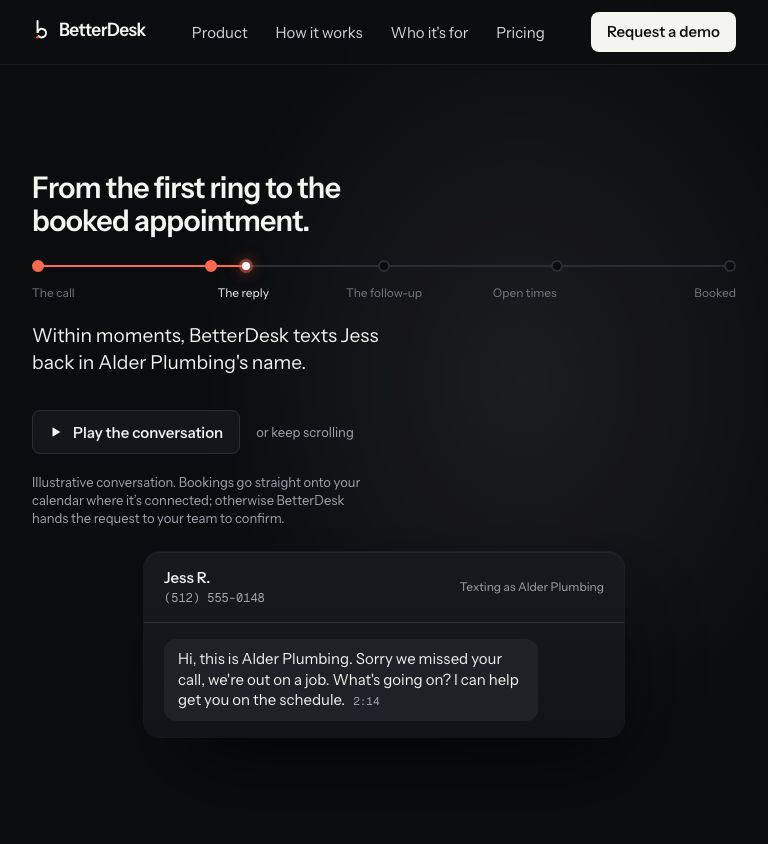 BetterDesk
Product
How it works
Who it's for
Pricing
Request a demo
From the first ring to the
booked appointment.
The call
The reply
The follow-up
Open times
Booked
Within moments, BetterDesk texts Jess
back in Alder Plumbing's name.
Play the conversation
or keep scrolling
Illustrative conversation. Bookings go straight onto your
calendar where it's connected; otherwise BetterDesk
hands the request to your team to confirm.
Jess R.
(512) 555-0148
Texting as Alder Plumbing
Hi, this is Alder Plumbing. Sorry we missed your
call, we're out on a job. What's going on? I can help
get you on the schedule. 2:14